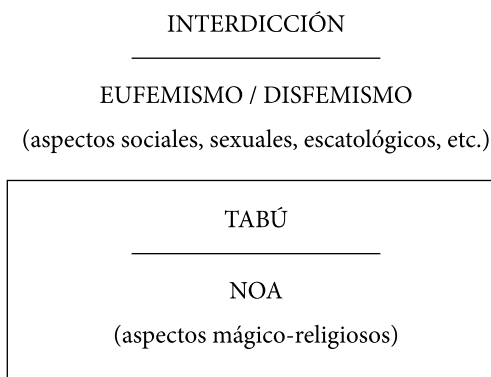 INTERDICCIÓN
EUFEMISMO / DISFEMISMO
(aspectos sociales, sexuales, escatológicos, etc.)
TABÚ
NOA
(aspectos mágico-religiosos)